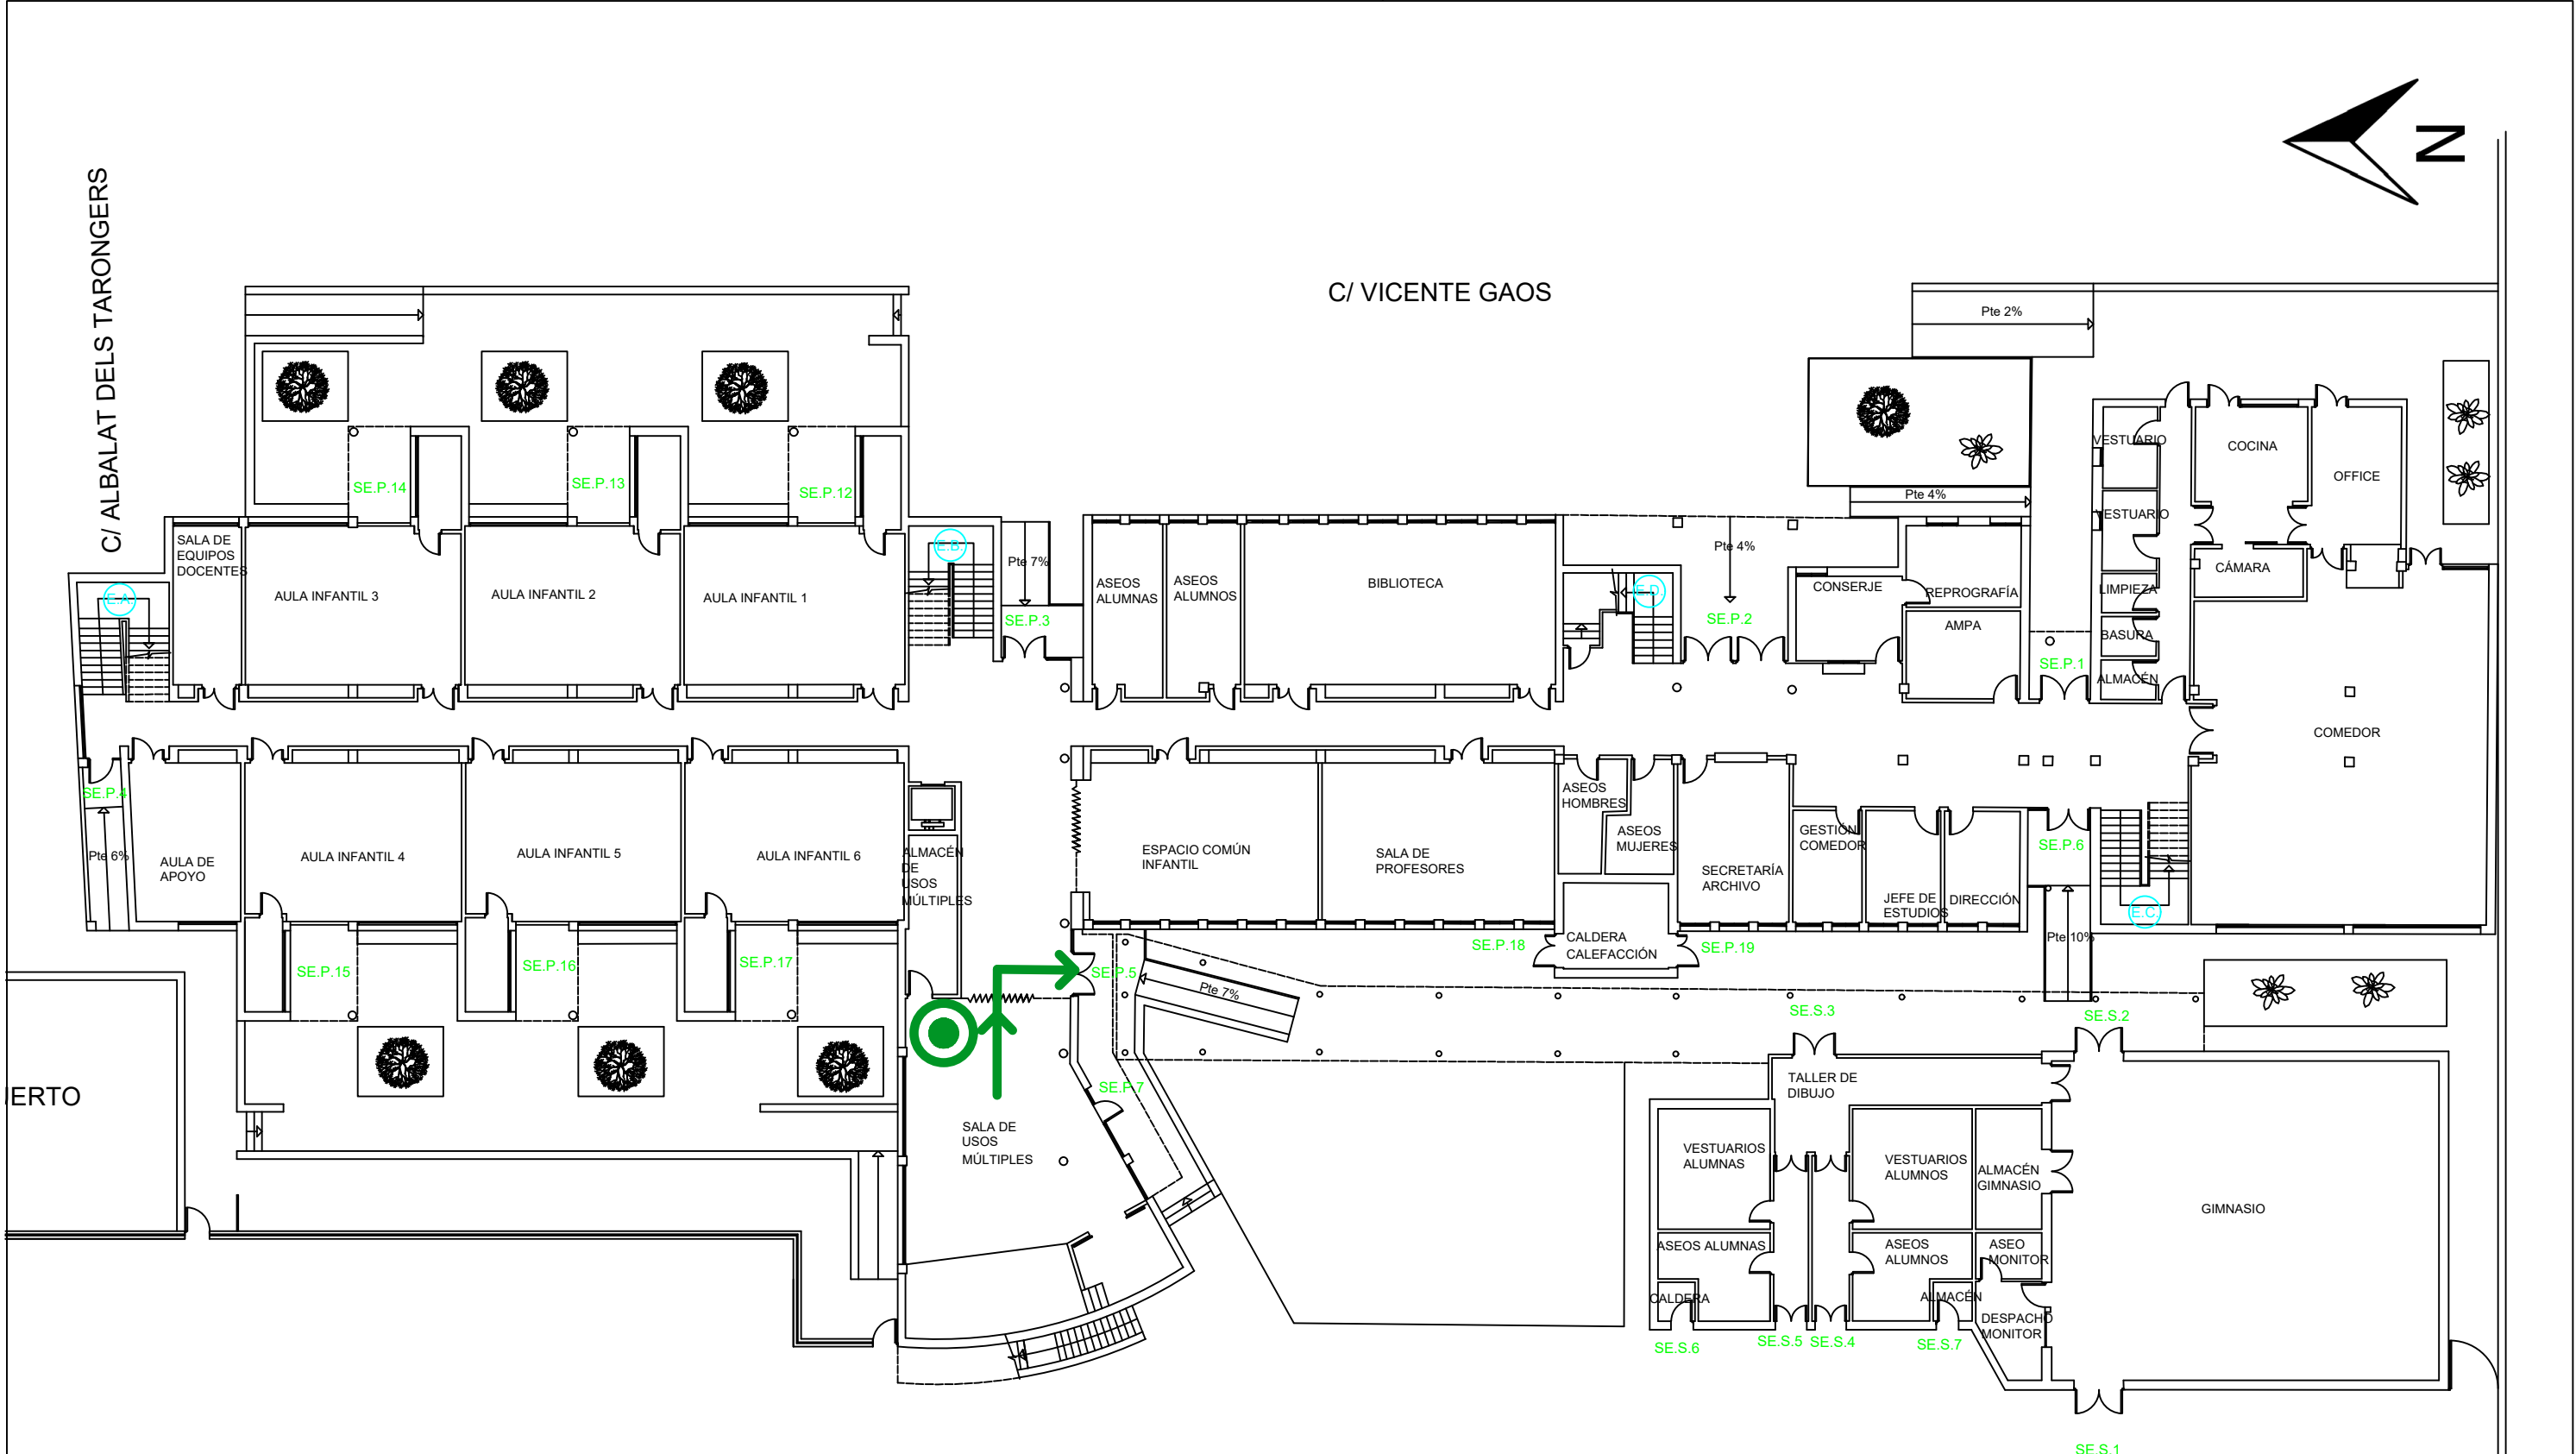 C/ ALBALAT DELS TARONGERS
C/ VICENTE GAOS
N
Pte 2%
SE.P.14
SE.P.13
SE.P.12
VESTUARIO
COCINA
OFFICE
Pte 4%
VESTUARIO
SALA DE
EQUIPOS
DOCENTES
E.A.
AULA INFANTIL 3
AULA INFANTIL 2
AULA INFANTIL 1
E.B.
Pte 7%
SE.P.3
ASEOS
ALUMNAS
ASEOS
ALUMNOS
BIBLIOTECA
E.D.
Pte 4%
SE.P.2
CONSERJE
REPROGRAFÍA
AMPA
SE.P.1
LIMPIEZA
BASURA
ALMACÉN
CÁMARA
COMEDOR
SE.P.4
Pte 6%
AULA DE
APOYO
AULA INFANTIL 4
AULA INFANTIL 5
AULA INFANTIL 6
ALMACÉN
DE
USOS
MÚLTIPLES
ESPACIO COMÚN
INFANTIL
SALA DE
PROFESORES
ASEOS
HOMBRES
ASEOS
MUJERES
SECRETARÍA
ARCHIVO
GESTIÓN
COMEDOR
JEFE DE
ESTUDIOS
DIRECCIÓN
SE.P.6
E.C.
Pte 10%
SE.P.15
SE.P.16
SE.P.17
SE.P.5
Pte 7%
SE.P.18
CALDERA
CALEFACCIÓN
SE.P.19
SE.S.3
SE.S.2
IERTO
SE.P.7
SALA DE
USOS
MÚLTIPLES
TALLER DE
DIBUJO
VESTUARIOS
ALUMNAS
VESTUARIOS
ALUMNOS
ALMACÉN
GIMNASIO
GIMNASIO
ASEOS ALUMNAS
ASEOS
ALUMNOS
ASEO
MONITOR
CALDERA
ALMACÉN
DESPACHO
MONITOR
SE.S.6
SE.S.5
SE.S.4
SE.S.7
SE.S.1